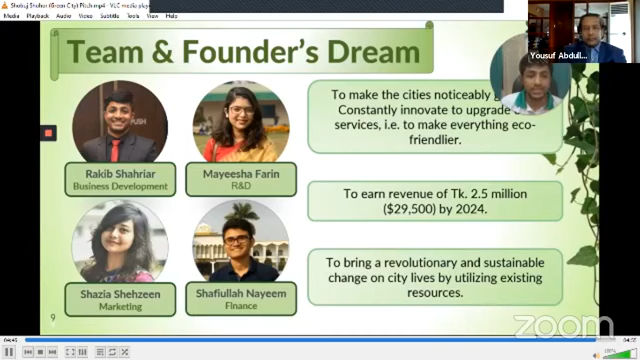 Shobuj Shohor (Green City) Pitch.mp4 - VLC media player
Media Playback Audio Video Subtitle Tools View Help
Team & Founder's Dream
Yousuf Abdull...
To make the cities noticeably
Constantly innovate to upgrade
services, i.e. to make everything eco-
friendlier.
Rakib Shahriar
Business Development
Mayeesha Farin
R&D
To earn revenue of Tk. 2.5 million
($29,500) by 2024.
Shazia Shehzeen
Marketing
Shafiullah Nayeem
Finance
To bring a revolutionary and sustainable
change on city lives by utilizing existing
resources.
9
zoom
100%